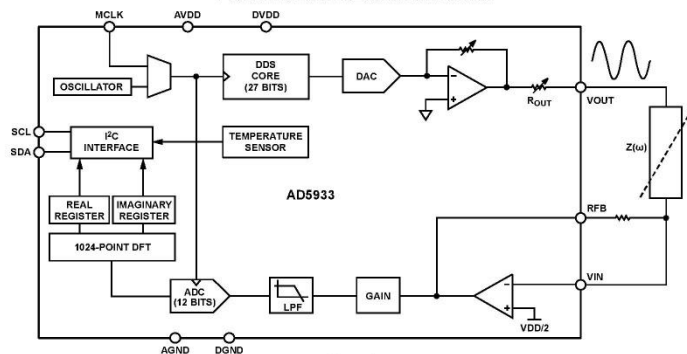 MCLK
AVDD
DVDD
OSCILLATOR
DDS
CORE
(27 BITS)
DAC
ROUT
VOUT
SCL
SDA
I2C
INTERFACE
TEMPERATURE
SENSOR
Z(ω)
AD5933
REAL
REGISTER
IMAGINARY
REGISTER
RFB
1024-POINT DFT
ADC
(12 BITS)
LPF
GAIN
VIN
VDD/2
AGND
DGND